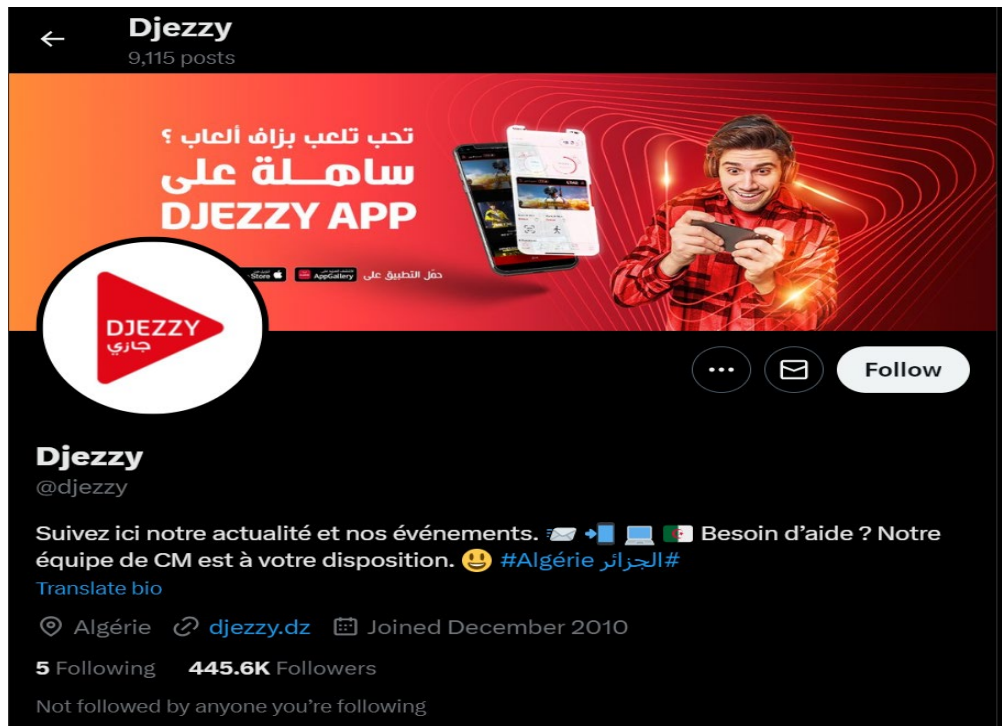 Djezzy
9,115 posts
تحب تلعب بزاف ألعاب ؟
ساهـلة على
DJEZZY APP
حمّل التطبيق على AppGallery Store
DJEZZY
جازي
Follow
Djezzy
@djezzy
Suivez ici notre actualité et nos événements. 📨 📲 💻 🇩🇿 Besoin d’aide ? Notre
équipe de CM est à votre disposition. 😃 #Algérie #الجزائر
Translate bio
Algérie djezzy.dz Joined December 2010
5 Following 445.6K Followers
Not followed by anyone you’re following